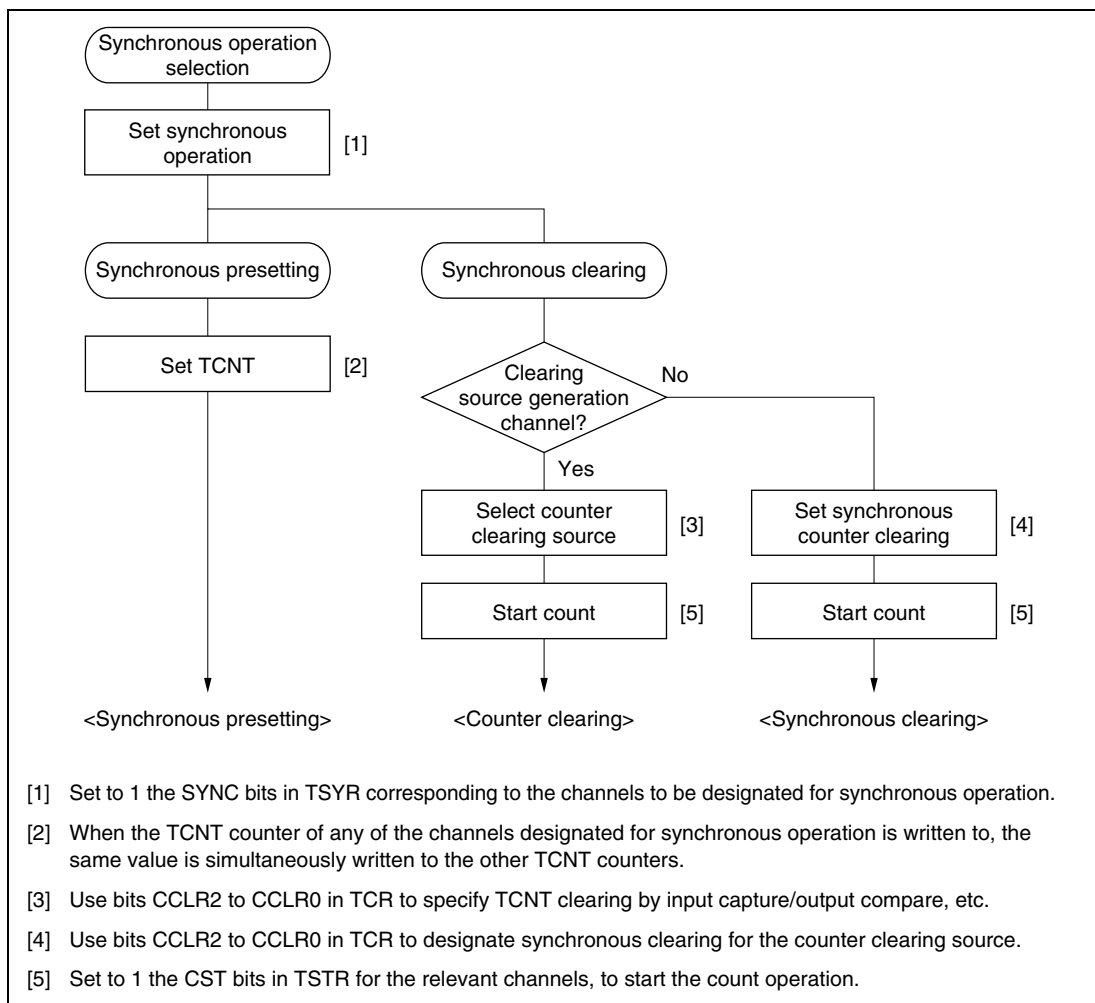 Synchronous operation
selection
Set synchronous
operation
[1]
Synchronous presetting
Synchronous clearing
Set TCNT
[2]
Clearing
source generation
channel?
No
Yes
Select counter
clearing source
[3]
Set synchronous
counter clearing
[4]
Start count
[5]
Start count
[5]
<Synchronous presetting>
<Counter clearing>
<Synchronous clearing>
[1] Set to 1 the SYNC bits in TSYR corresponding to the channels to be designated for synchronous operation.
[2] When the TCNT counter of any of the channels designated for synchronous operation is written to, the
same value is simultaneously written to the other TCNT counters.
[3] Use bits CCLR2 to CCLR0 in TCR to specify TCNT clearing by input capture/output compare, etc.
[4] Use bits CCLR2 to CCLR0 in TCR to designate synchronous clearing for the counter clearing source.
[5] Set to 1 the CST bits in TSTR for the relevant channels, to start the count operation.